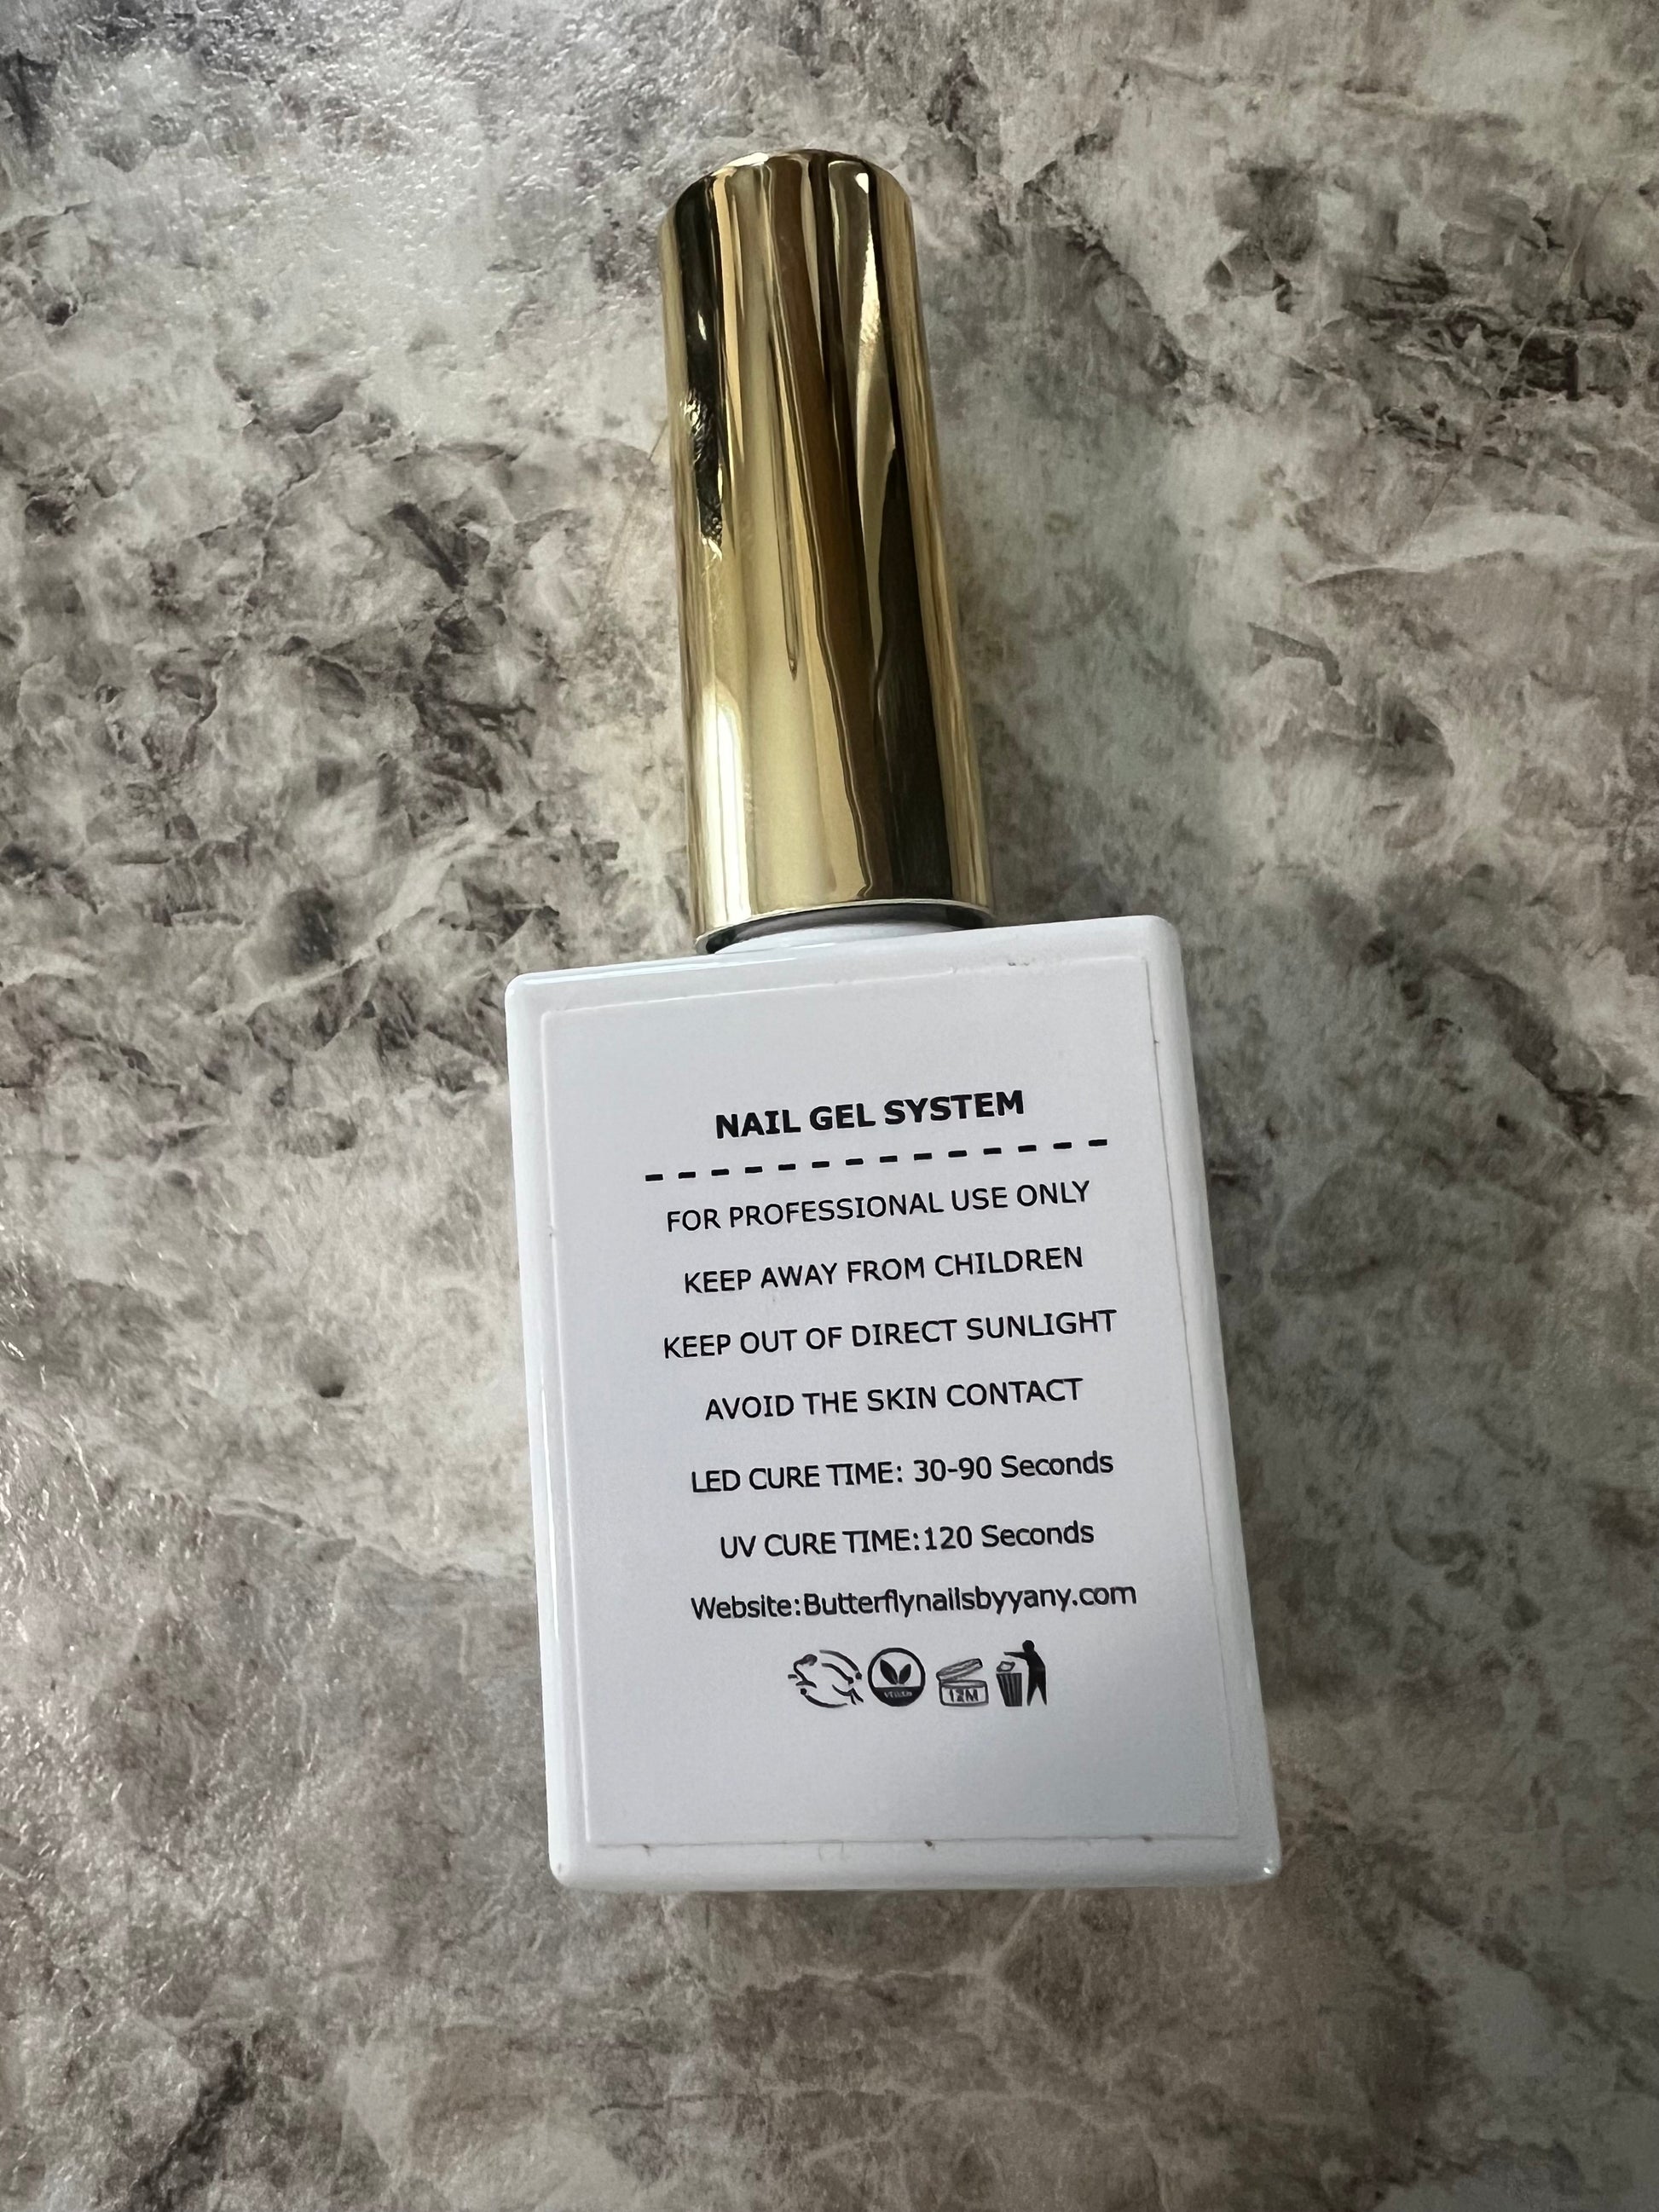 NAIL GEL SYSTEM
FOR PROFESSIONAL USE ONLY
KEEP AWAY FROM CHILDREN
KEEP OUT OF DIRECT SUNLIGHT
AVOID THE SKIN CONTACT
LED CURE TIME: 30-90 Seconds
UV CURE TIME:120 Seconds
Website:Butterflynailsbyyany.com
VEGAN 12M